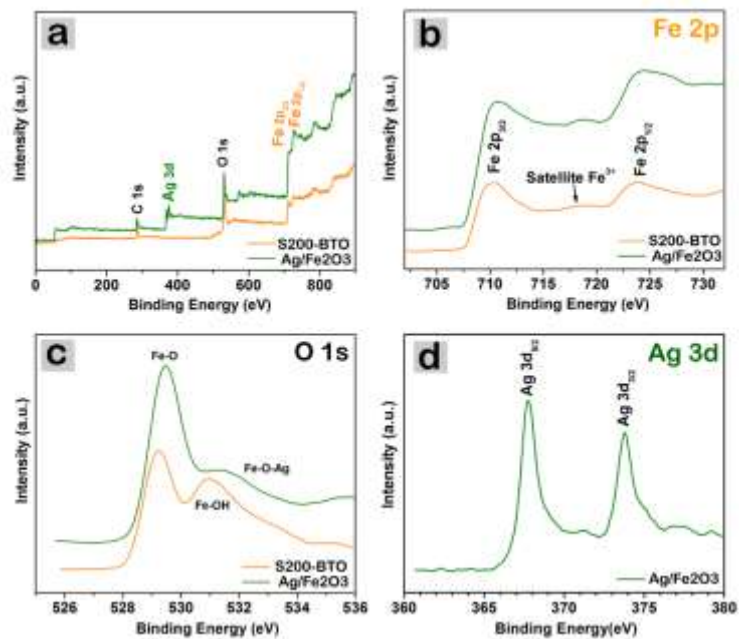 a
Intensity (a.u.)
C 1s
Ag 3d
O 1s
Fe 2p3/2
Fe 2p1/2
S200-BTO
Ag/Fe2O3
0 200 400 600 800
Binding Energy (eV)
b
Fe 2p
Intensity (a.u.)
Fe 2p3/2
Satellite Fe3+
Fe 2p1/2
S200-BTO
Ag/Fe2O3
705 710 715 720 725 730
Binding Energy (eV)
c
O 1s
Intensity (a.u.)
Fe-O
Fe-O-Ag
Fe-OH
S200-BTO
Ag/Fe2O3
526 528 530 532 534 536
Binding Energy(eV)
d
Ag 3d
Intensity (a.u.)
Ag 3d5/2
Ag 3d3/2
Ag/Fe2O3
360 365 370 375 380
Binding Energy(eV)